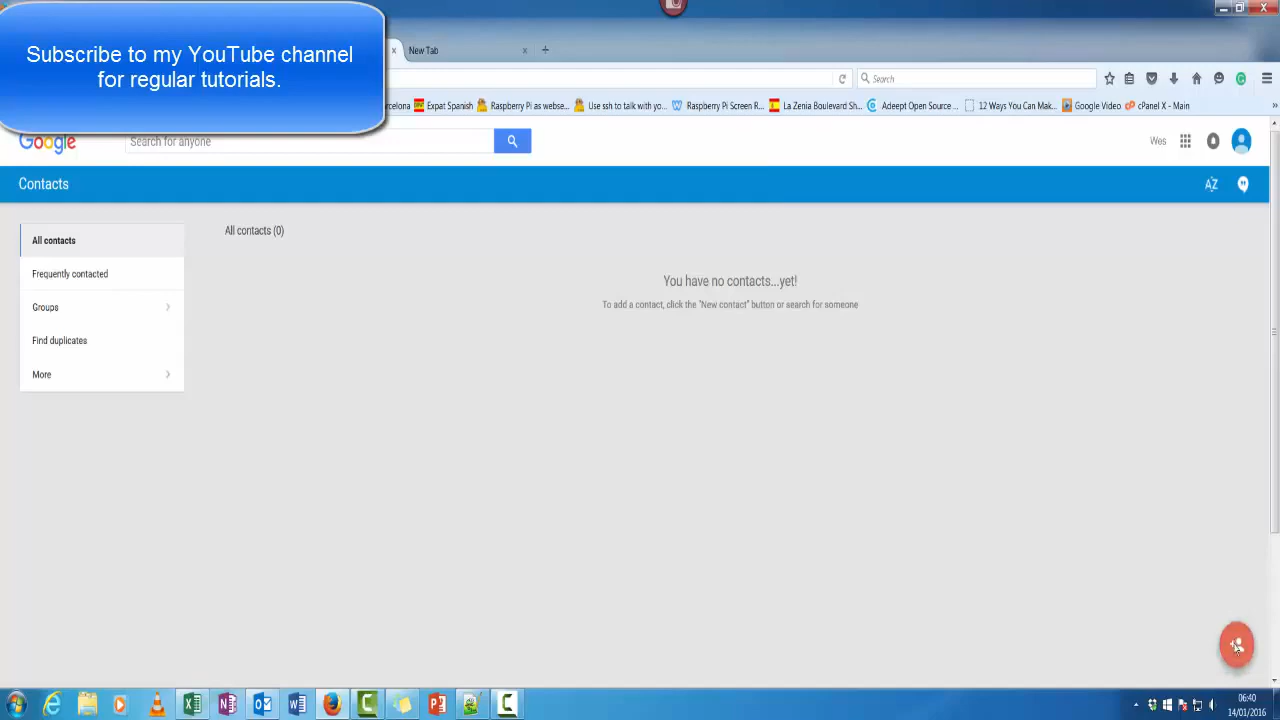 Subscribe to my YouTube channel
for regular tutorials.
New Tab
Search
Expat Spanish
Raspberry Pi as webse...
Use ssh to talk with yo...
Raspberry Pi Screen R...
La Zenia Boulevard Sh...
Adeept Open Source ...
12 Ways You Can Mak...
Google Video
cPanel X - Main
Google
Search for anyone
Wes
Contacts
All contacts
Frequently contacted
Groups
Find duplicates
More
All contacts (0)
You have no contacts...yet!
To add a contact, click the "New contact" button or search for someone
06:40
14/01/2016